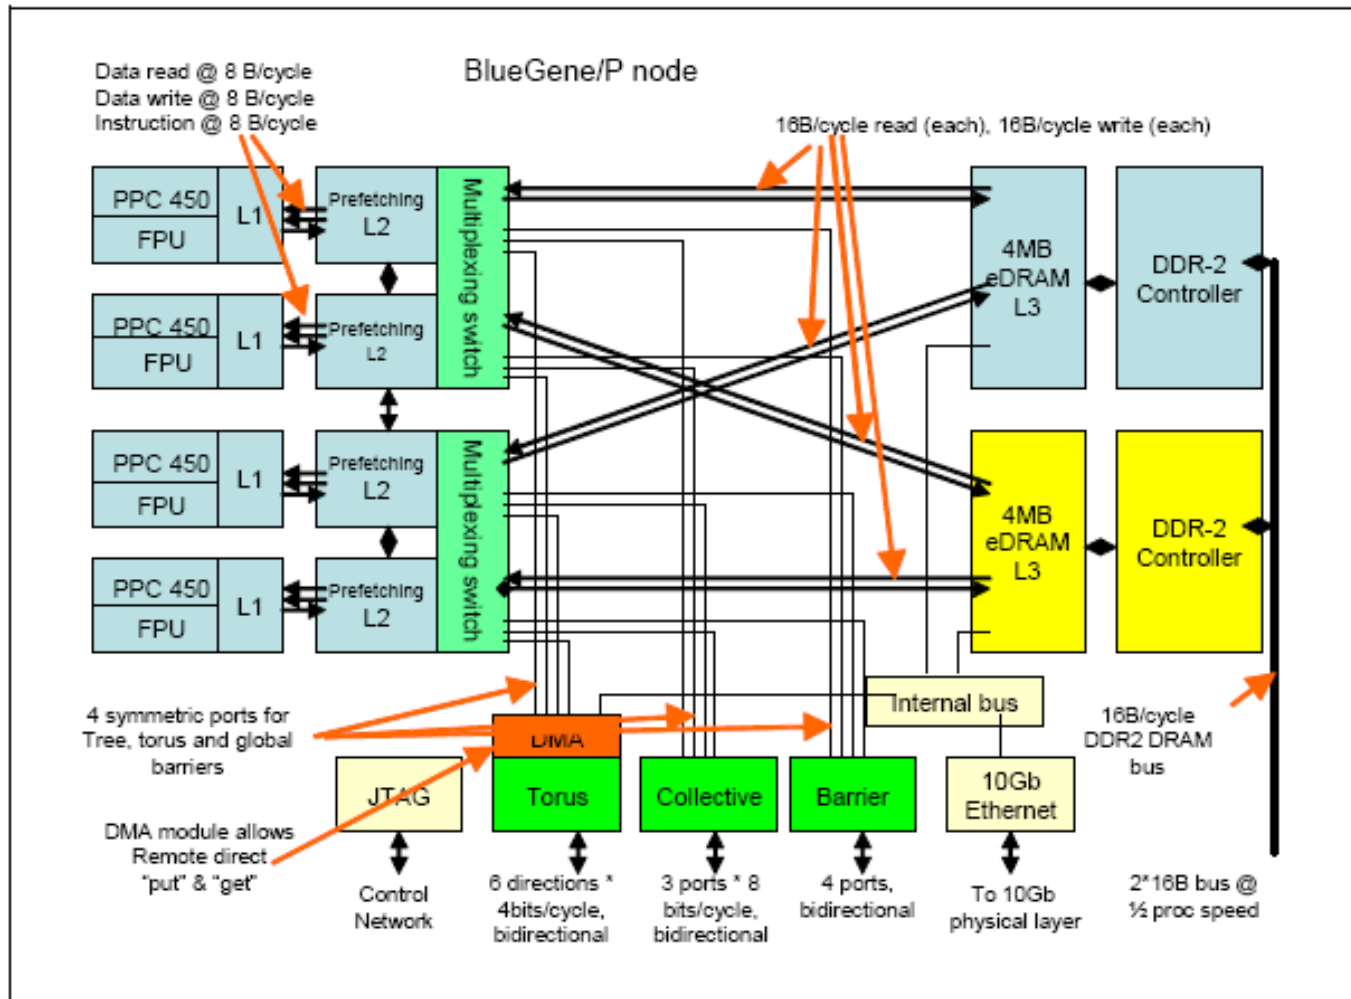 BlueGene/P node
Data read @ 8 B/cycle
Data write @ 8 B/cycle
Instruction @ 8 B/cycle
16B/cycle read (each), 16B/cycle write (each)
PPC 450
FPU
L1
Prefetching
L2
PPC 450
FPU
L1
Prefetching
L2
Multiplexing switch
PPC 450
FPU
L1
Prefetching
L2
PPC 450
FPU
L1
Prefetching
L2
Multiplexing switch
4MB
eDRAM
L3
DDR-2
Controller
4MB
eDRAM
L3
DDR-2
Controller
Internal bus
16B/cycle
DDR2 DRAM
bus
4 symmetric ports for
Tree, torus and global
barriers
DMA
JTAG
Torus
Collective
Barrier
10Gb
Ethernet
DMA module allows
Remote direct
"put" & "get"
Control
Network
6 directions *
4bits/cycle,
bidirectional
3 ports * 8
bits/cycle,
bidirectional
4 ports,
bidirectional
To 10Gb
physical layer
2*16B bus @
½ proc speed